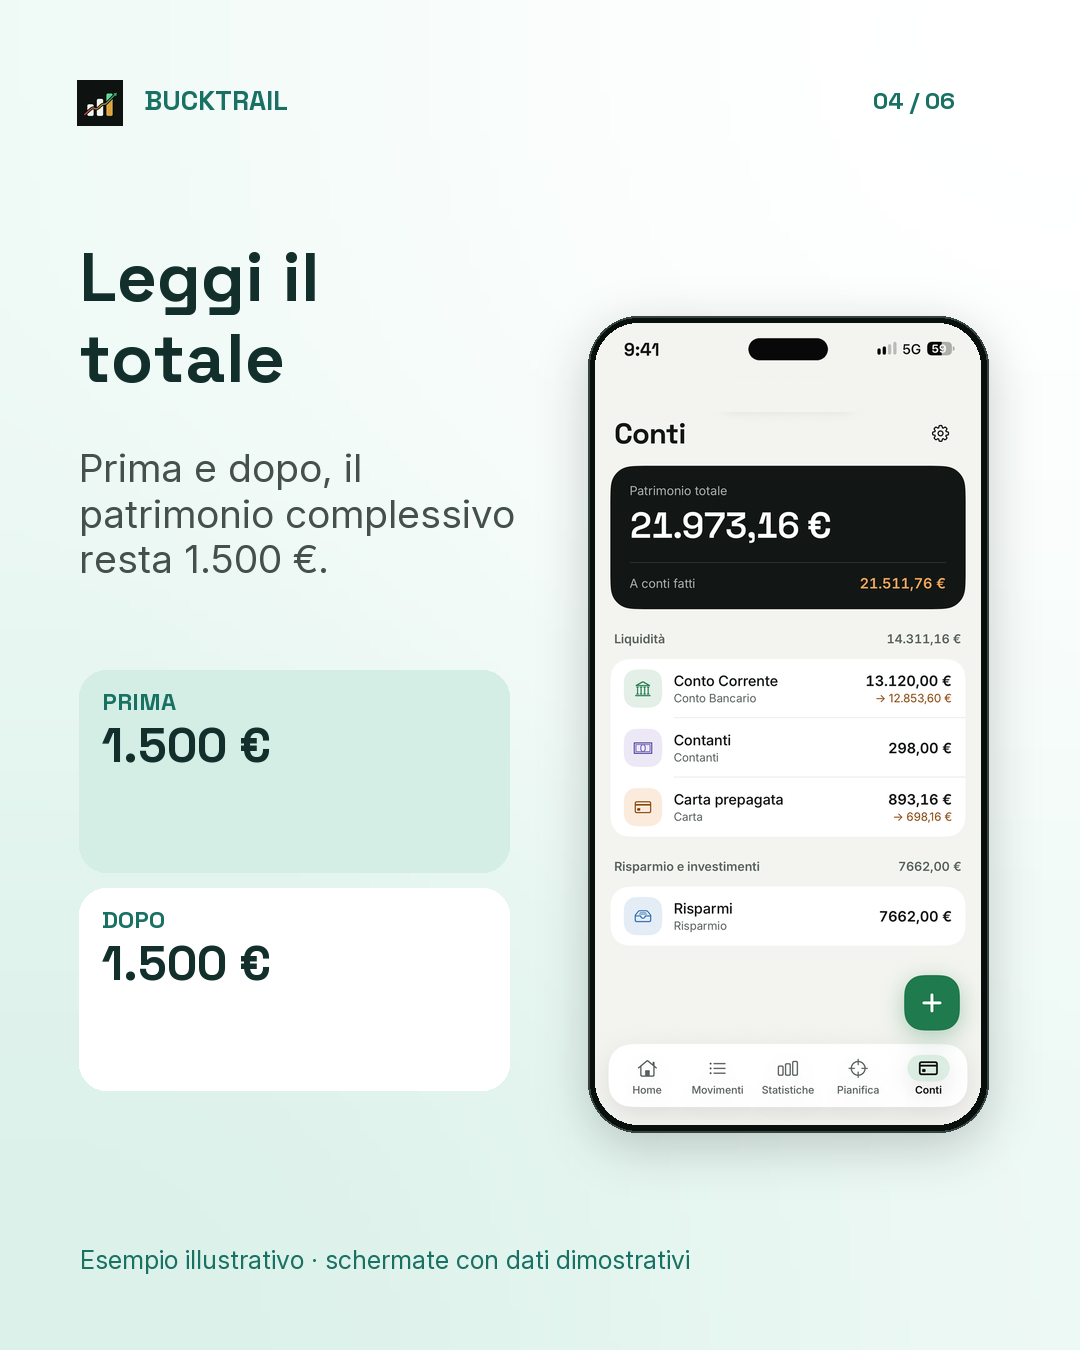 BUCKTRAIL
04 / 06
Leggi il
totale
Prima e dopo, il
patrimonio complessivo
resta 1.500 €.
PRIMA
1.500 €
DOPO
1.500 €
9:41
5G 59
Conti
Patrimonio totale
21.973,16 €
A conti fatti 21.511,76 €
Liquidità 14.311,16 €
Conto Corrente 13.120,00 €
Conto Bancario → 12.853,60 €
Contanti 298,00 €
Contanti
Carta prepagata 893,16 €
Carta → 698,16 €
Risparmio e investimenti 7662,00 €
Risparmi 7662,00 €
Risparmio
Home Movimenti Statistiche Pianifica Conti
Esempio illustrativo · schermate con dati dimostrativi